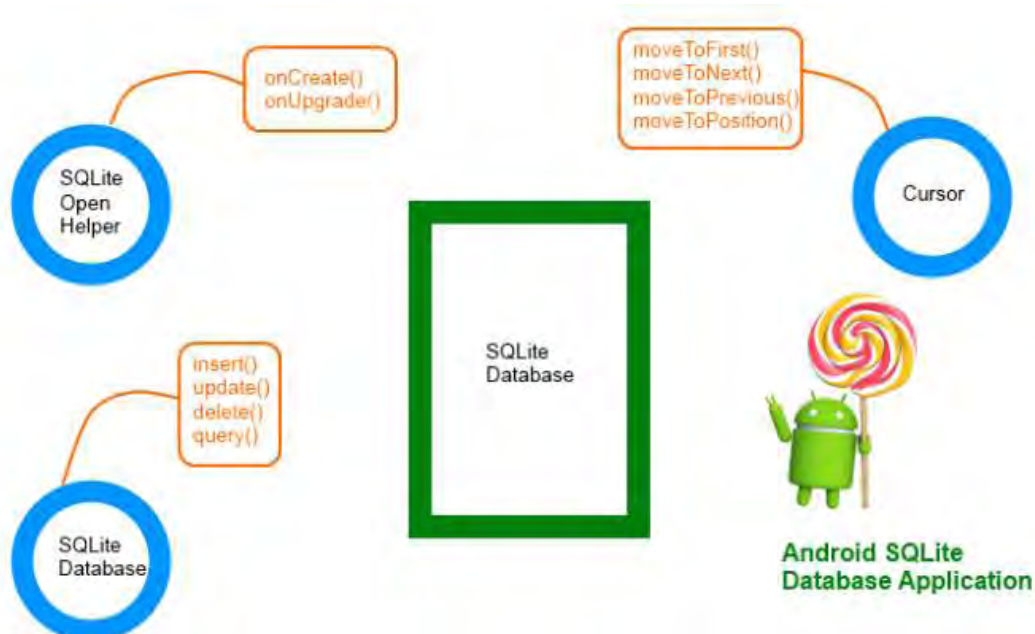 onCreate()
onUpgrade()
SQLite
Open
Helper
moveToFirst()
moveToNext()
moveToPrevious()
moveToPosition()
Cursor
insert()
update()
delete()
query()
SQLite
Database
SQLite
Database
Android SQLite
Database Application